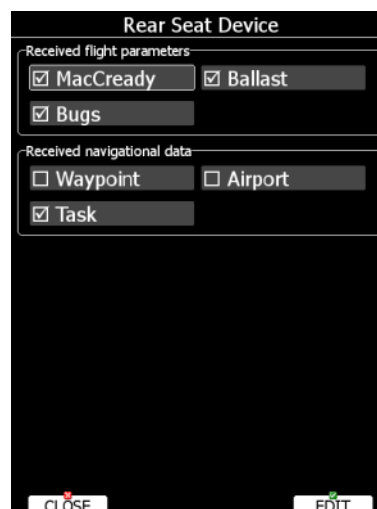 Rear Seat Device
Received flight parameters
MacCready Ballast
Bugs
Received navigational data
Waypoint Airport
Task
CLOSE EDIT